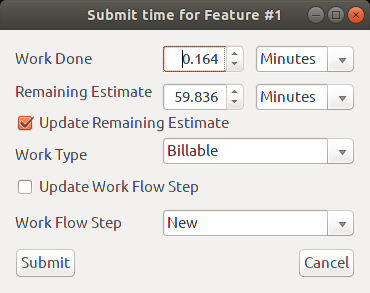 Submit time for Feature #1
Work Done 0.164 Minutes
Remaining Estimate 59.836 Minutes
Update Remaining Estimate
Work Type Billable
Update Work Flow Step
Work Flow Step New
Submit Cancel